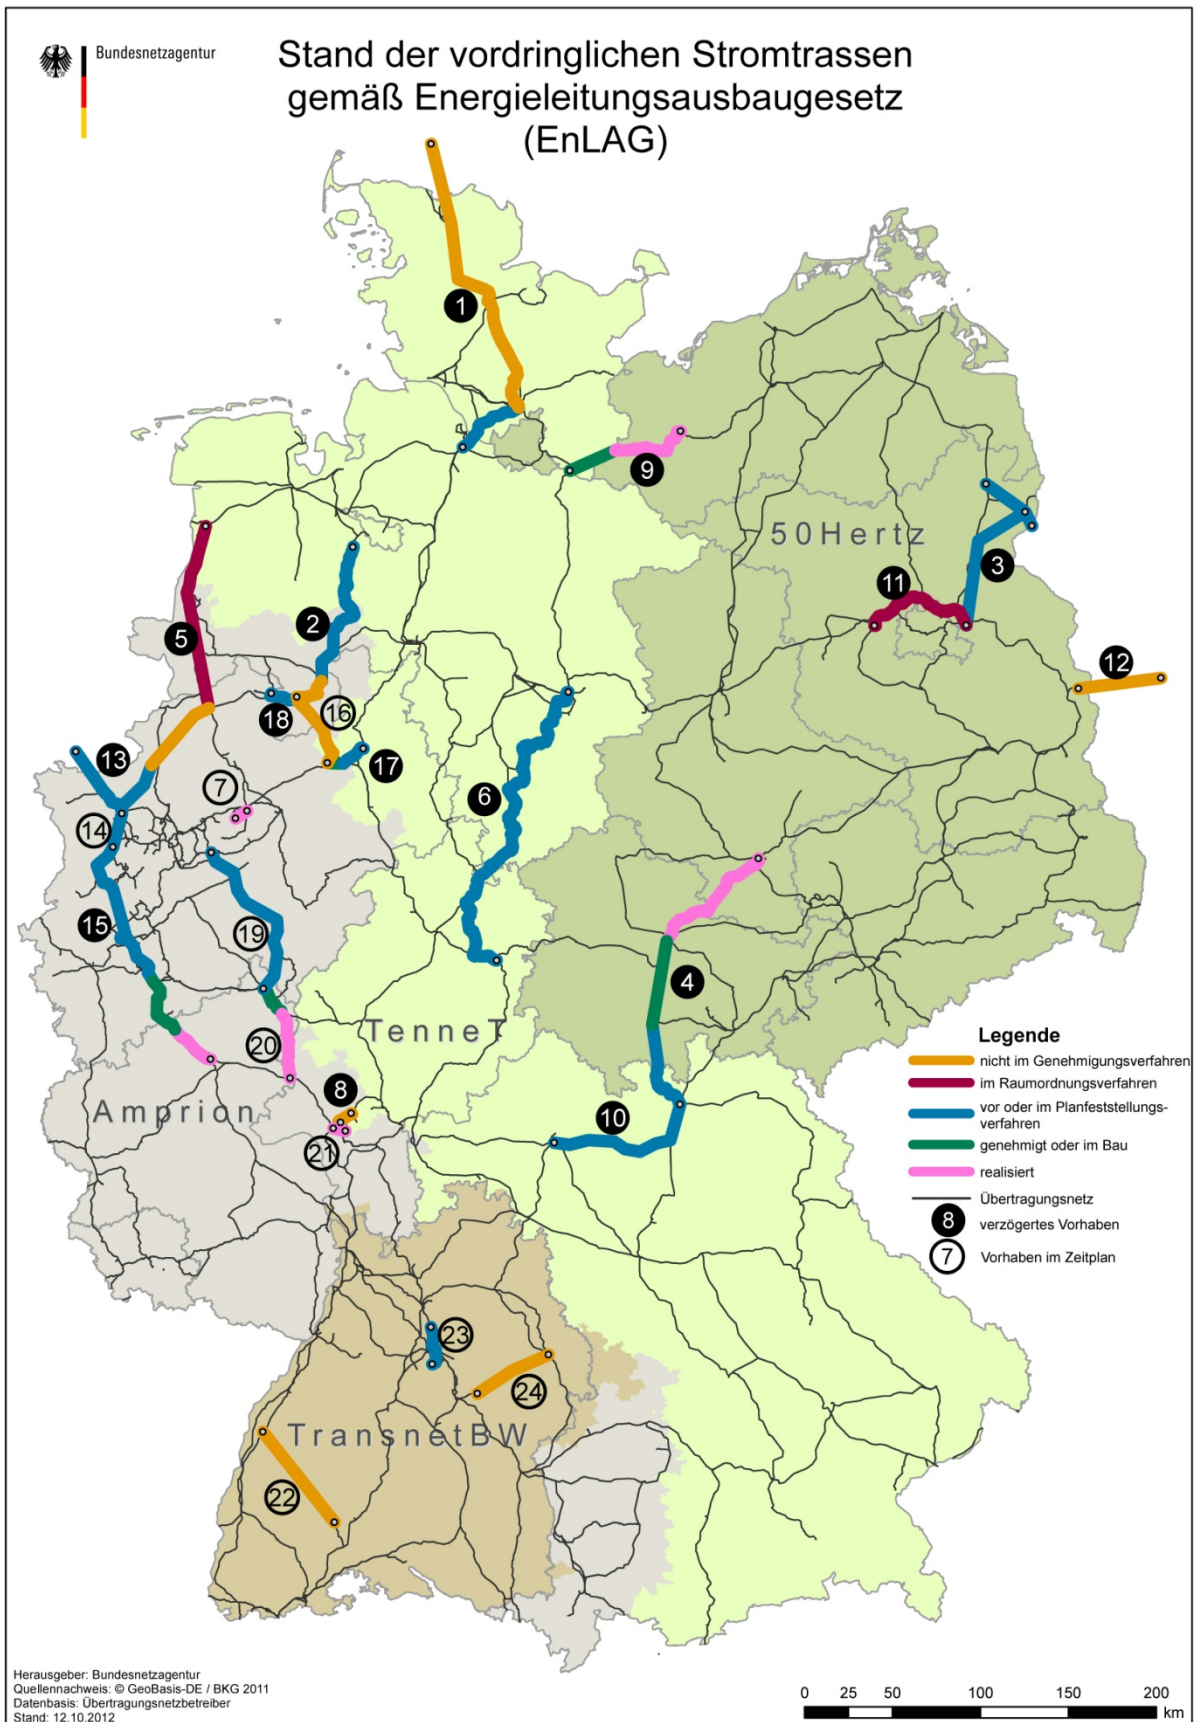 Bundesnetzagentur
Stand der vordringlichen Stromtrassen
gemäß Energieleitungsausbaugesetz
(EnLAG)
1
9
50Hertz
3
11
2
5
12
16
18
17
13
6
7
14
15
19
4
TenneT
20
Legende
nicht im Genehmigungsverfahren
im Raumordnungsverfahren
vor oder im Planfeststellungs-
verfahren
genehmigt oder im Bau
realisiert
Übertragungsnetz
8 verzögertes Vorhaben
7 Vorhaben im Zeitplan
Amprion
8
10
21
23
24
TransnetBW
22
Herausgeber: Bundesnetzagentur
Quellennachweis: © GeoBasis-DE / BKG 2011
Datenbasis: Übertragungsnetzbetreiber
Stand: 12.10.2012
0 25 50 100 150 200
km